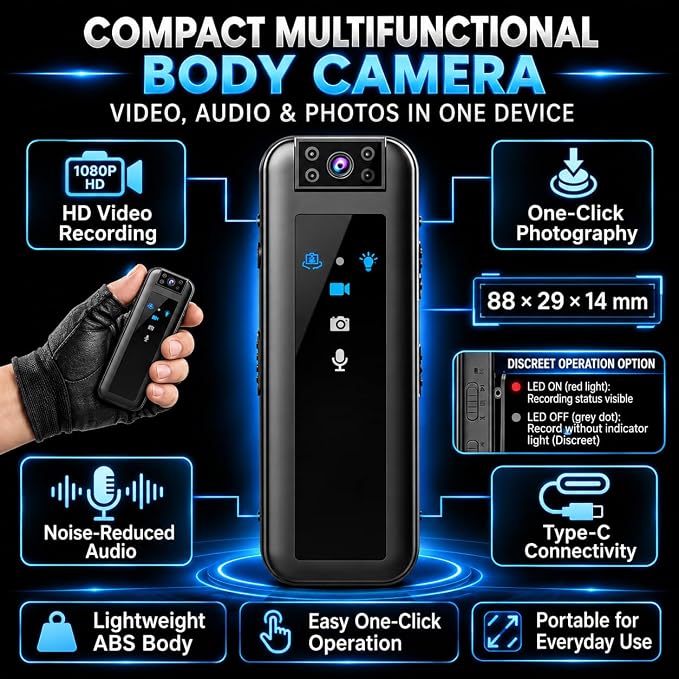 COMPACT MULTIFUNCTIONAL
BODY CAMERA
VIDEO, AUDIO & PHOTOS IN ONE DEVICE
1080P
HD
HD Video
Recording
One-Click
Photography
88 × 29 × 14 mm
DISCREET OPERATION OPTION
LED ON (red light):
Recording status visible
LED OFF (grey dot):
Record without indicator
light (Discreet)
Noise-Reduced
Audio
Type-C
Connectivity
Lightweight
ABS Body
Easy One-Click
Operation
Portable for
Everyday Use